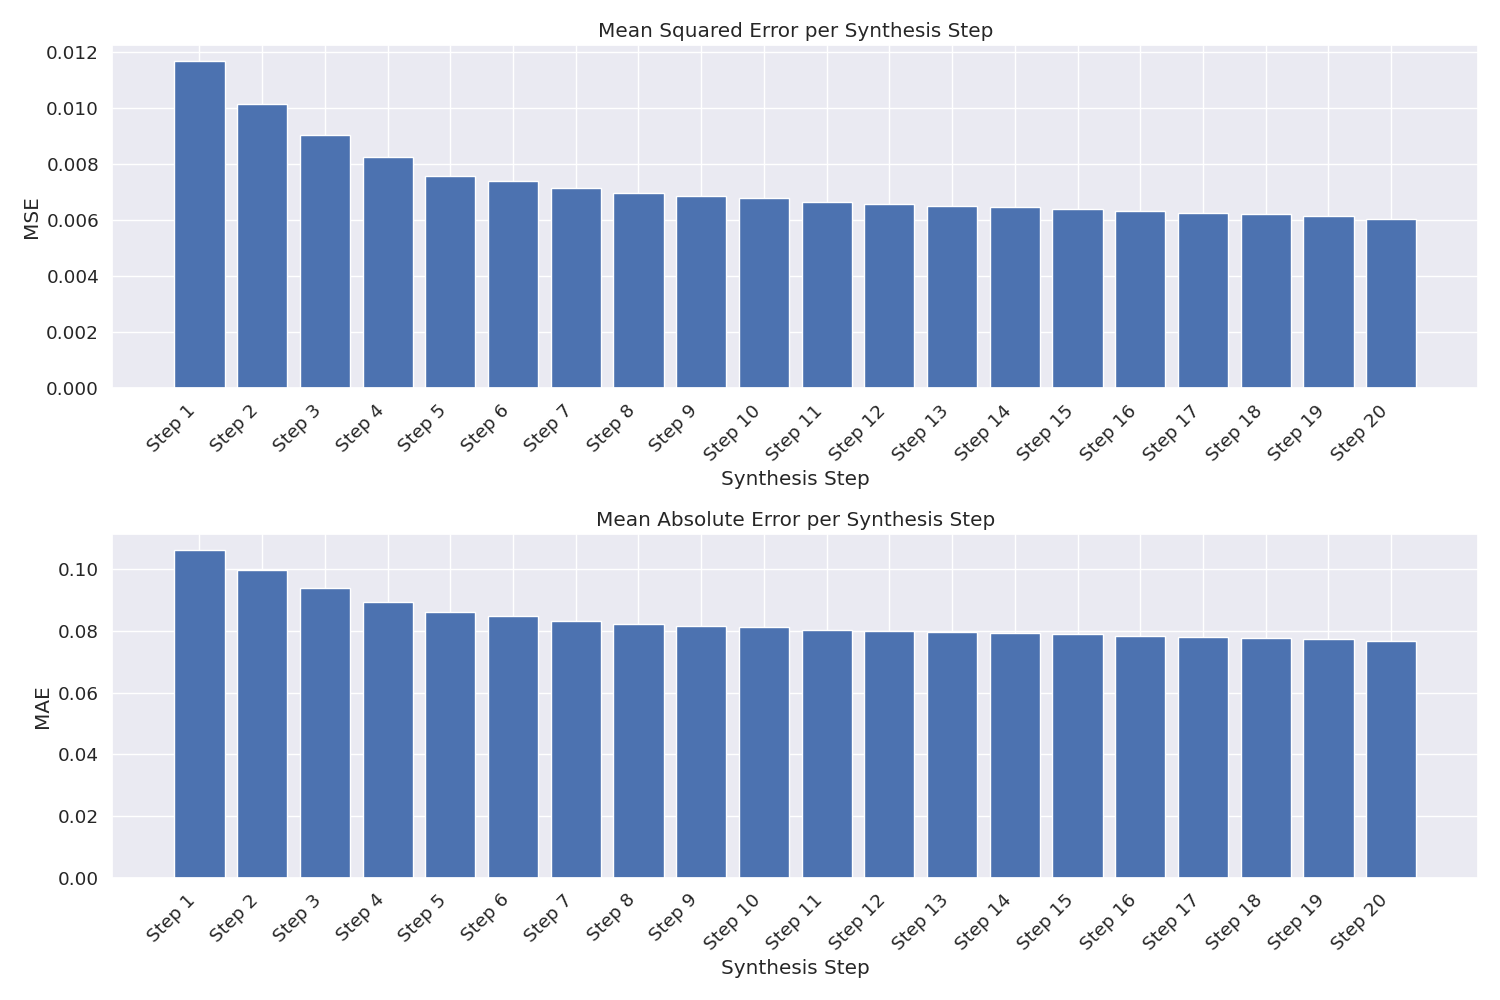 Mean Squared Error per Synthesis Step
0.012
0.010
0.008
0.006
0.004
0.002
0.000
MSE
Step 1
Step 2
Step 3
Step 4
Step 5
Step 6
Step 7
Step 8
Step 9
Step 10
Step 11
Step 12
Step 13
Step 14
Step 15
Step 16
Step 17
Step 18
Step 19
Step 20
Synthesis Step
Mean Absolute Error per Synthesis Step
0.10
0.08
0.06
0.04
0.02
0.00
MAE
Step 1
Step 2
Step 3
Step 4
Step 5
Step 6
Step 7
Step 8
Step 9
Step 10
Step 11
Step 12
Step 13
Step 14
Step 15
Step 16
Step 17
Step 18
Step 19
Step 20
Synthesis Step